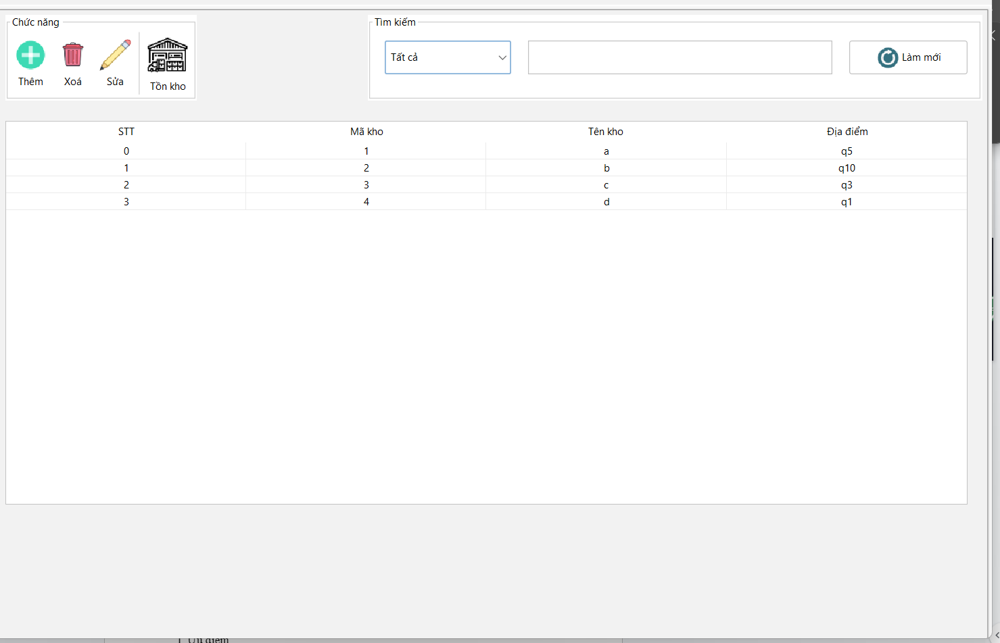 Chức năng
Thêm
Xoá
Sửa
Tồn kho
Tìm kiếm
Tất cả
Làm mới
STT Mã kho Tên kho Địa điểm
0 1 a q5
1 2 b q10
2 3 c q3
3 4 d q1